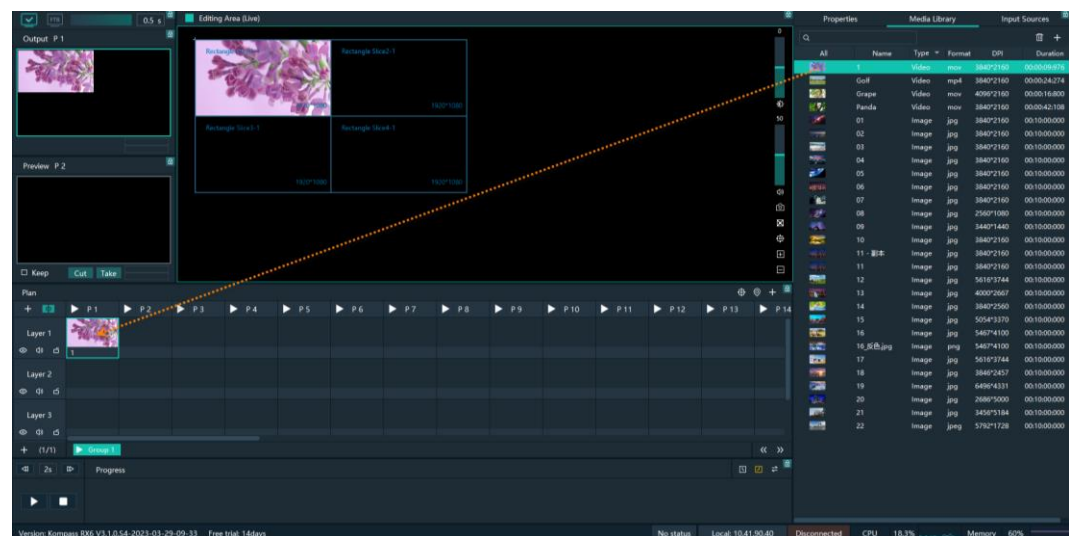 FTB 0.5 s Editing Area (Live) Properties Media Library Input Sources
Output P 1
0
All Name Type Format DPI Duration
Rectangle Slice2-1
1920*1080 1920*1080
Rectangle Slice3-1 Rectangle Slice4-1
1920*1080 1920*1080
50
Preview P 2
Keep Cut Take
1 Video mov 3840*2160 00:00:09:976
Golf Video mp4 3840*2160 00:00:24:274
Grape Video mov 4096*2160 00:00:16:800
Panda Video mov 3840*2160 00:00:42:108
01 Image jpg 3840*2160 00:10:00:000
02 Image jpg 3840*2160 00:10:00:000
03 Image jpg 3840*2160 00:10:00:000
04 Image jpg 3840*2160 00:10:00:000
05 Image jpg 3840*2160 00:10:00:000
06 Image jpg 3840*2160 00:10:00:000
07 Image jpg 3840*2160 00:10:00:000
08 Image jpg 2560*1080 00:10:00:000
09 Image jpg 3440*1440 00:10:00:000
10 Image jpg 3840*2160 00:10:00:000
11 - 副本 Image jpg 3840*2160 00:10:00:000
11 Image jpg 3840*2160 00:10:00:000
12 Image jpg 5616*3744 00:10:00:000
13 Image jpg 4000*2667 00:10:00:000
14 Image jpg 3840*2560 00:10:00:000
15 Image jpg 5054*3370 00:10:00:000
16 Image jpg 5467*4100 00:10:00:000
16_反色.jpg Image png 5467*4100 00:10:00:000
17 Image jpg 5616*3744 00:10:00:000
18 Image jpg 3846*2457 00:10:00:000
19 Image jpg 6496*4331 00:10:00:000
20 Image jpg 2686*5000 00:10:00:000
21 Image jpg 3456*5184 00:10:00:000
22 Image jpeg 5792*1728 00:10:00:000
Plan
P 1 P 2 P 3 P 4 P 5 P 6 P 7 P 8 P 9 P 10 P 11 P 12 P 13 P 14
Layer 1
1
Layer 2
Layer 3
(1/1) Group 1
2s Progress
Version: Kompass RX6 V3.1.0.54-2023-03-29-09-33 Free trial: 14days No status Local: 10.41.90.40 Disconnected CPU 18.3% Memory 60%